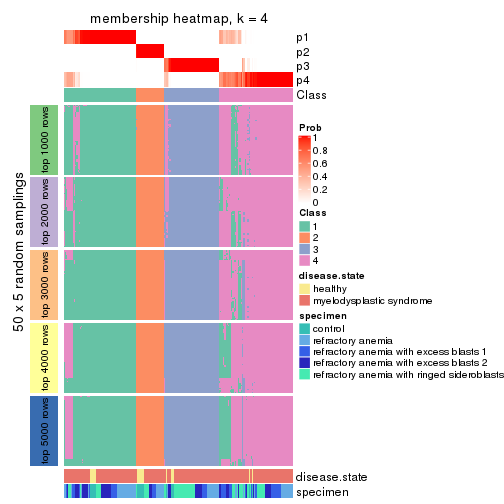 membership heatmap, k = 4
p1
p2
p3
p4
Class
50 x 5 random samplings
top 1000 rows
top 2000 rows
top 3000 rows
top 4000 rows
top 5000 rows
Prob
1
0.8
0.6
0.4
0.2
0
Class
1
2
3
4
disease.state
healthy
myelodysplastic syndrome
specimen
control
refractory anemia
refractory anemia with excess blasts 1
refractory anemia with excess blasts 2
refractory anemia with ringed sideroblasts
disease.state
specimen